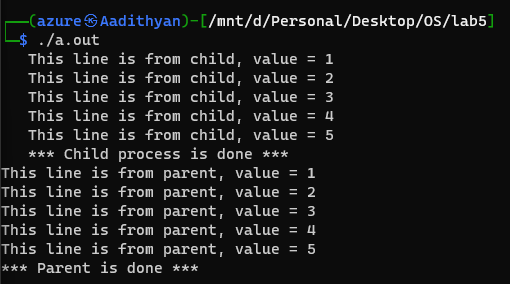 (azure㉿Aadithyan)-[/mnt/d/Personal/Desktop/OS/lab5]
$ ./a.out
This line is from child, value = 1
This line is from child, value = 2
This line is from child, value = 3
This line is from child, value = 4
This line is from child, value = 5
*** Child process is done ***
This line is from parent, value = 1
This line is from parent, value = 2
This line is from parent, value = 3
This line is from parent, value = 4
This line is from parent, value = 5
*** Parent is done ***